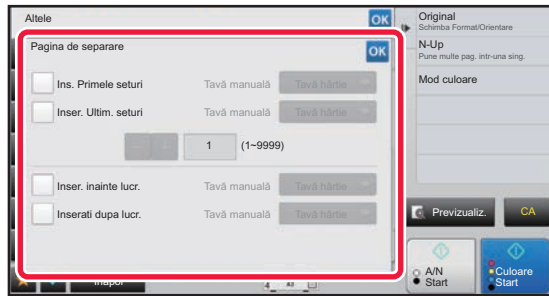 Altele
OK
Pagina de separare
OK
Ins. Primele seturi Tavă manuală Tavă hârtie
Inser. Ultim. seturi Tavă manuală Tavă hârtie
1 (1~9999)
Inser. inainte lucr. Tavă manuală Tavă hârtie
Inserati dupa lucr. Tavă manuală Tavă hârtie
Înapoi
Original
Schimba Format/Orientare
N-Up
Pune multe pag. intr-una sing.
Mod culoare
Previzualiz.
CA
A/N
Start
Culoare
Start